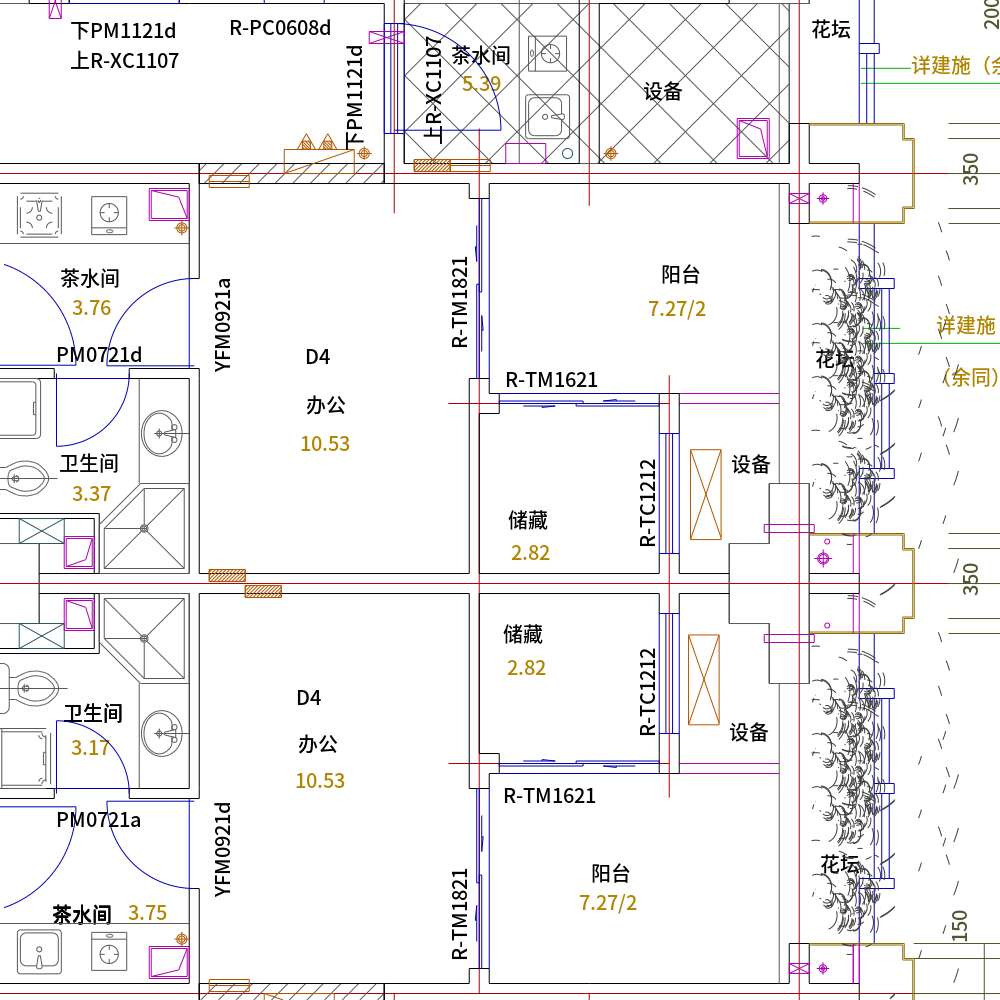 下PM1121d
上R-XC1107
R-PC0608d
下PM1121d
上R-XC1107
茶水间
5.39
设备
花坛
200
详建施（余
350
茶水间
3.76
PM0721d
YFM0921a
R-TM1821
阳台
7.27/2
D4
办公
10.53
R-TM1621
花坛
详建施
（余同）
卫生间
3.37
储藏
2.82
R-TC1212
设备
350
储藏
2.82
R-TC1212
设备
D4
办公
10.53
卫生间
3.17
PM0721a
YFM0921d
R-TM1621
R-TM1821
阳台
7.27/2
花坛
茶水间 3.75
150